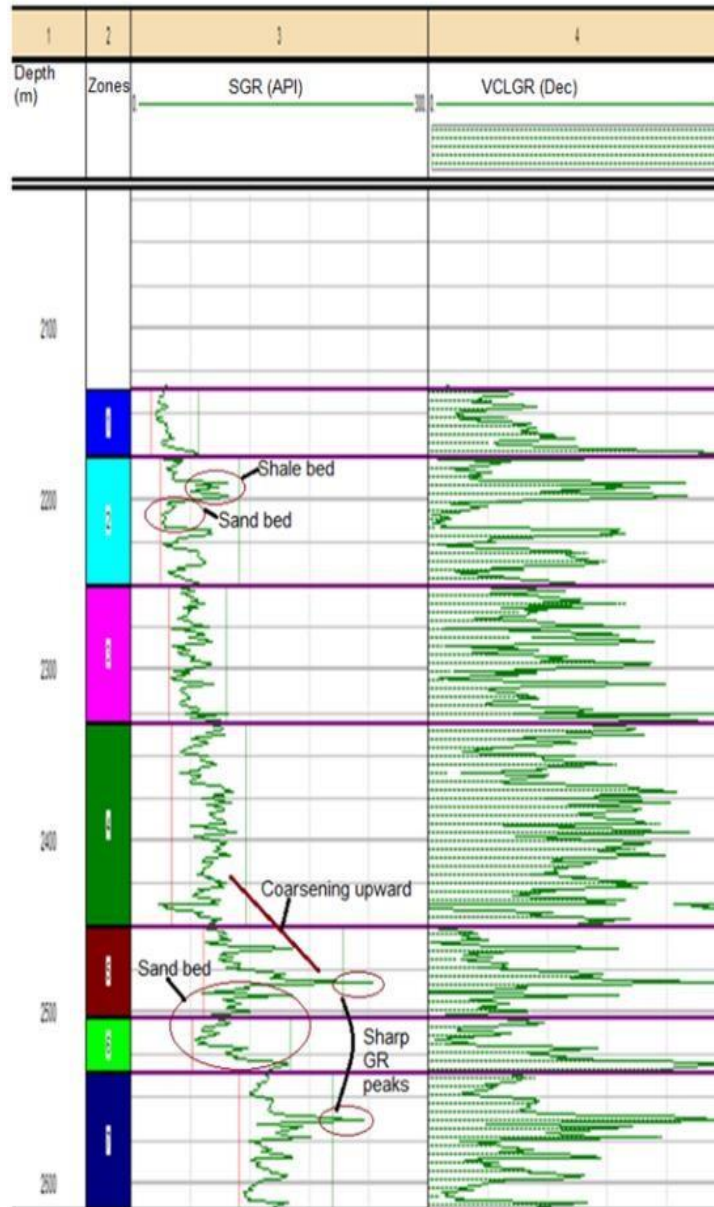 1 2 3 4
Depth
(m)
Zones
SGR (API)
VCLGR (Dec)
2100
Shale bed
2200
Sand bed
2300
2400
Coarsening upward
Sand bed
2500
Sharp
GR
peaks